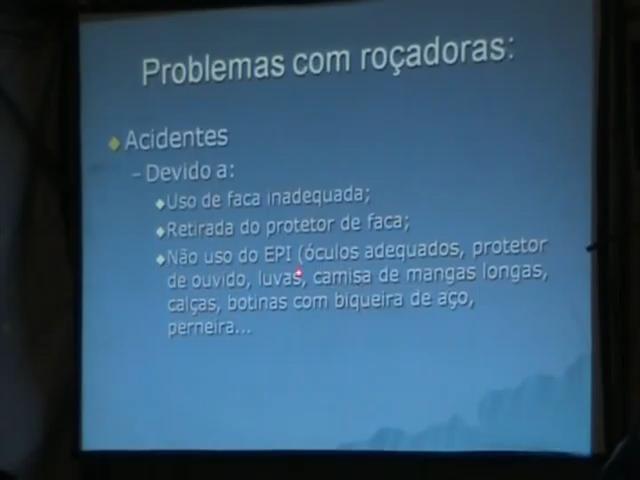 Problemas com roçadoras:
Acidentes
– Devido a:
Uso de faca inadequada;
Retirada do protetor de faca;
Não uso do EPI (óculos adequados, protetor
de ouvido, luvas, camisa de mangas longas,
calças, botinas com biqueira de aço,
perneira...